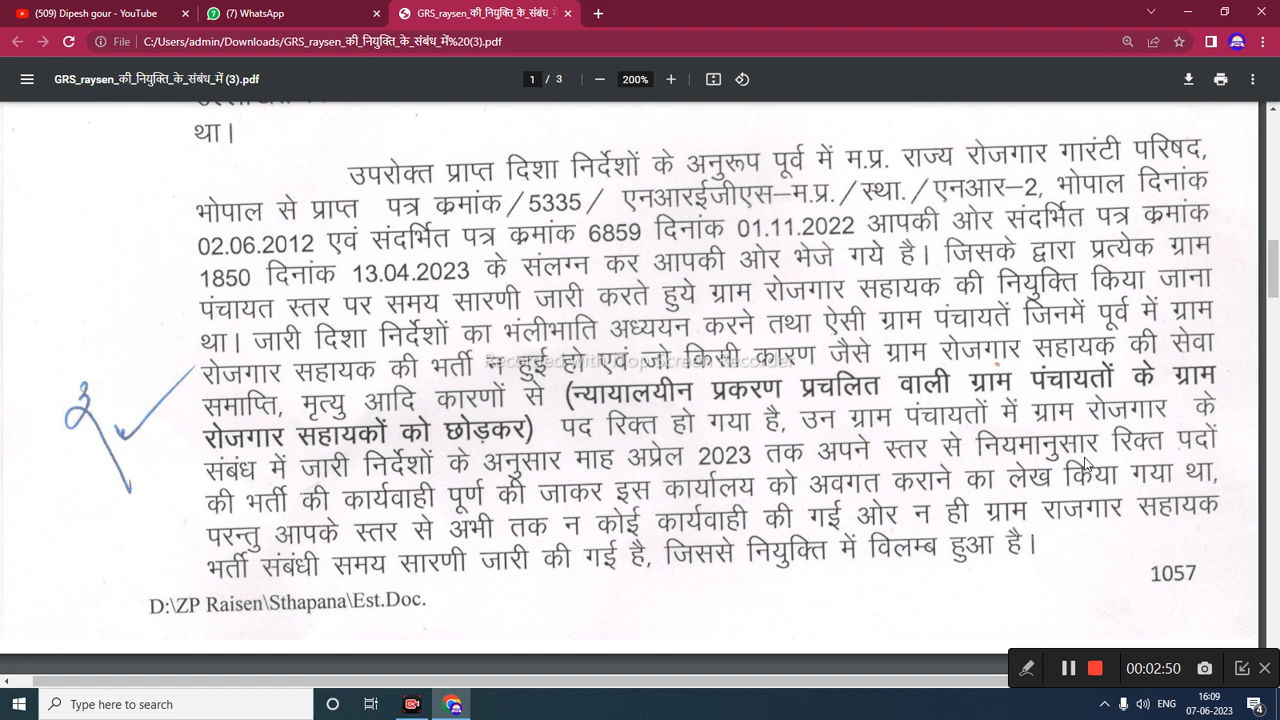 (509) Dipesh gour - YouTube
(7) WhatsApp
GRS_raysen_की_नियुक्ति_के_संबंध_में
File
C:/Users/admin/Downloads/GRS_raysen_की_नियुक्ति_के_संबंध_में%20(3).pdf
GRS_raysen_की_नियुक्ति_के_संबंध_में (3).pdf
1 / 3
200%
था।
उपरोक्त प्राप्त दिशा निर्देशों के अनुरूप पूर्व में म.प्र. राज्य रोजगार गारंटी परिषद,
भोपाल से प्राप्त पत्र क्रमांक/5335/ एनआरईजीएस–म.प्र./स्था./एनआर–2, भोपाल दिनांक
02.06.2012 एवं संदर्भित पत्र क्रमांक 6859 दिनांक 01.11.2022 आपकी ओर संदर्भित पत्र क्रमांक
1850 दिनांक 13.04.2023 के संलग्न कर आपकी ओर भेजे गये है। जिसके द्वारा प्रत्येक ग्राम
पंचायत स्तर पर समय सारणी जारी करते हुये ग्राम रोजगार सहायक की नियुक्ति किया जाना
था। जारी दिशा निर्देशों का भंलीभाति अध्ययन करने तथा ऐसी ग्राम पंचायतें जिनमें पूर्व में ग्राम
रोजगार सहायक की भर्ती न हुई हो एवं जो किसी कारण जैसे ग्राम रोजगार सहायक की सेवा
समाप्ति, मृत्यु आदि कारणों से (न्यायालयीन प्रकरण प्रचलित वाली ग्राम पंचायतों के ग्राम
रोजगार सहायकों को छोड़कर) पद रिक्त हो गया है, उन ग्राम पंचायतों में ग्राम रोजगार के
संबंध में जारी निर्देशों के अनुसार माह अप्रेल 2023 तक अपने स्तर से नियमानुसार रिक्त पदों
की भर्ती की कार्यवाही पूर्ण की जाकर इस कार्यालय को अवगत कराने का लेख किया गया था,
परन्तु आपके स्तर से अभी तक न कोई कार्यवाही की गई ओर न ही ग्राम राजगार सहायक
भर्ती संबंधी समय सारणी जारी की गई है, जिससे नियुक्ति में विलम्ब हुआ है।
1057
D:\ZP Raisen\Sthapana\Est.Doc.
Recorded with iTop Screen Recorder
00:02:50
Type here to search
ENG
16:09
07-06-2023
4